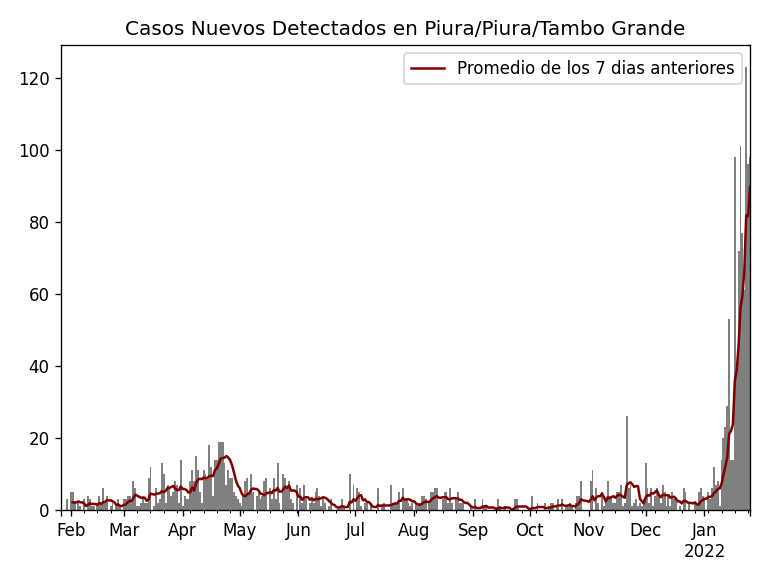 Casos Nuevos Detectados en Piura/Piura/Tambo Grande
Promedio de los 7 dias anteriores
120
100
80
60
40
20
0
Feb Mar Apr May Jun Jul Aug Sep Oct Nov Dec Jan
2022